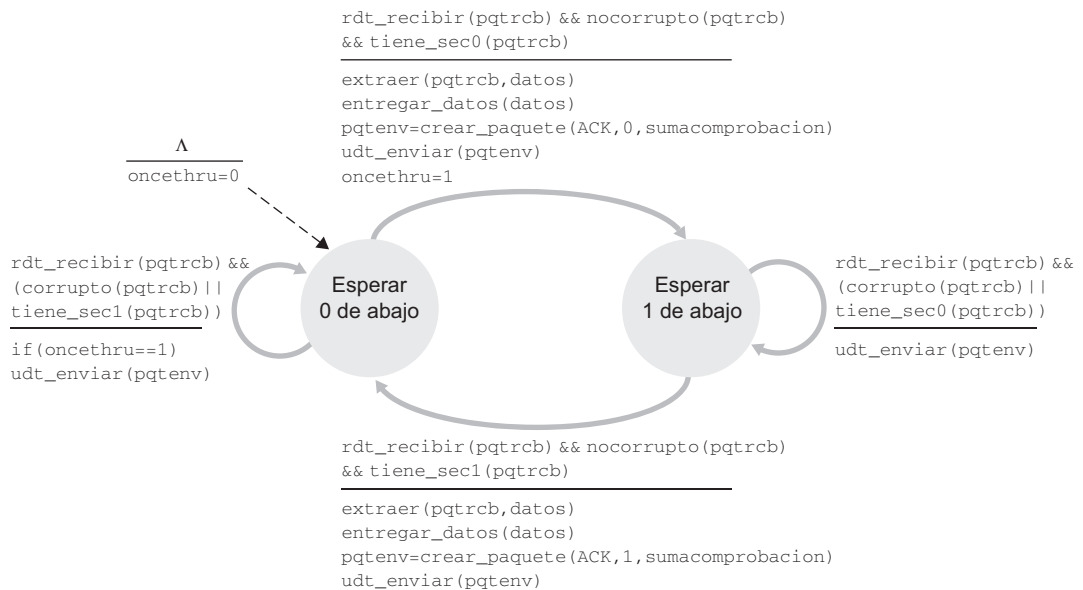 rdt_recibir(pqtrcb) && nocorrupto(pqtrcb)
&& tiene_sec0(pqtrcb)
extraer(pqtrcb,datos)
entregar_datos(datos)
pqtenv=crear_paquete(ACK,0,sumacomprobacion)
udt_enviar(pqtenv)
oncethru=1
Λ
oncethru=0
rdt_recibir(pqtrcb) &&
(corrupto(pqtrcb)||
tiene_sec1(pqtrcb))
if(oncethru==1)
udt_enviar(pqtenv)
Esperar
0 de abajo
Esperar
1 de abajo
rdt_recibir(pqtrcb) &&
(corrupto(pqtrcb)||
tiene_sec0(pqtrcb))
udt_enviar(pqtenv)
rdt_recibir(pqtrcb) && nocorrupto(pqtrcb)
&& tiene_sec1(pqtrcb)
extraer(pqtrcb,datos)
entregar_datos(datos)
pqtenv=crear_paquete(ACK,1,sumacomprobacion)
udt_enviar(pqtenv)